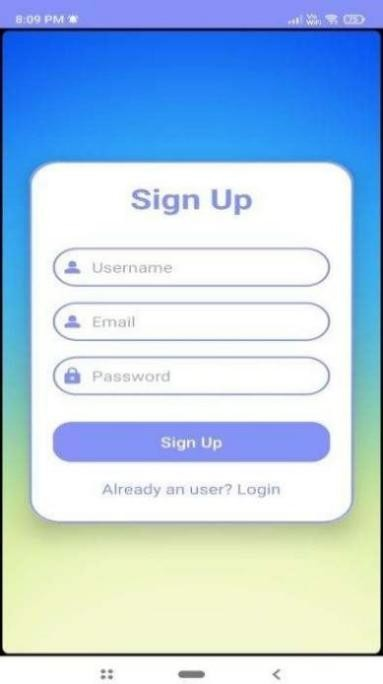 8:09 PM
Sign Up
Username
Email
Password
Sign Up
Already an user? Login